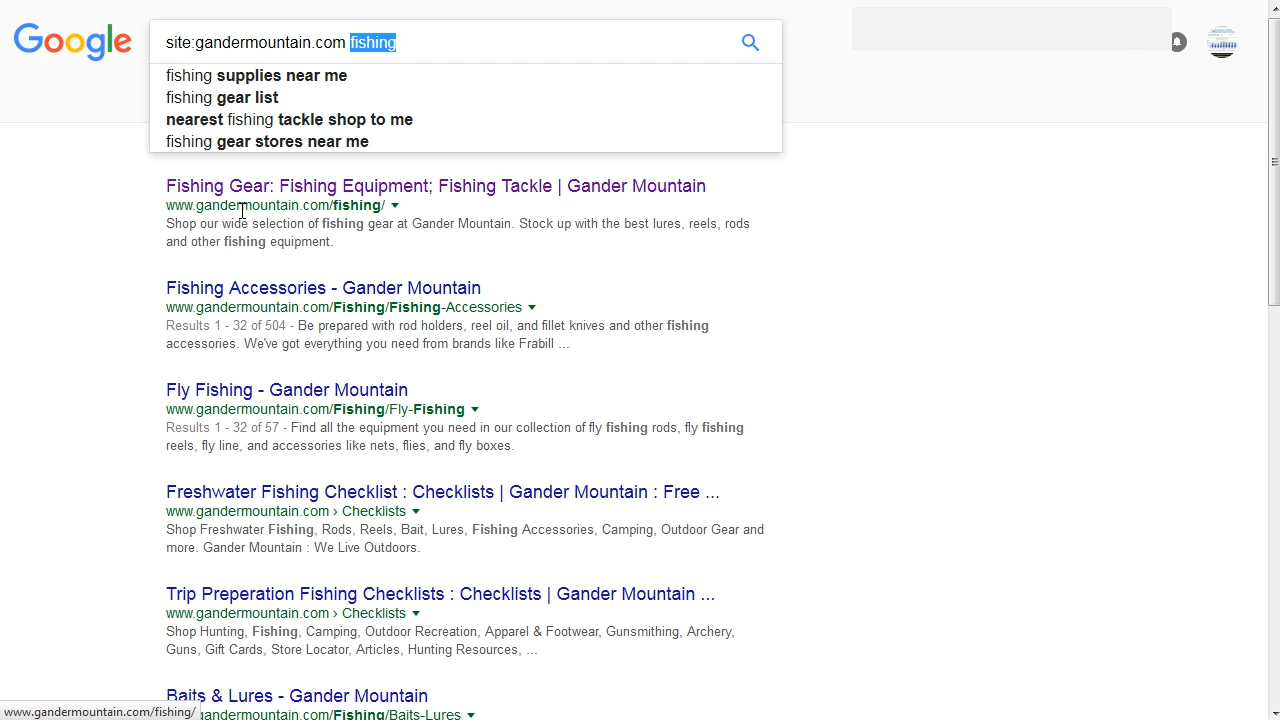 Google
site:gandermountain.com fishing
fishing supplies near me
fishing gear list
nearest fishing tackle shop to me
fishing gear stores near me
Fishing Gear: Fishing Equipment; Fishing Tackle | Gander Mountain
www.gandermountain.com/fishing/
Shop our wide selection of fishing gear at Gander Mountain. Stock up with the best lures, reels, rods
and other fishing equipment.
Fishing Accessories - Gander Mountain
www.gandermountain.com/Fishing/Fishing-Accessories
Results 1 - 32 of 504 - Be prepared with rod holders, reel oil, and fillet knives and other fishing
accessories. We've got everything you need from brands like Frabill ...
Fly Fishing - Gander Mountain
www.gandermountain.com/Fishing/Fly-Fishing
Results 1 - 32 of 57 - Find all the equipment you need in our collection of fly fishing rods, fly fishing
reels, fly line, and accessories like nets, flies, and fly boxes.
Freshwater Fishing Checklist : Checklists | Gander Mountain : Free ...
www.gandermountain.com › Checklists
Shop Freshwater Fishing, Rods, Reels, Bait, Lures, Fishing Accessories, Camping, Outdoor Gear and
more. Gander Mountain : We Live Outdoors.
Trip Preperation Fishing Checklists : Checklists | Gander Mountain ...
www.gandermountain.com › Checklists
Shop Hunting, Fishing, Camping, Outdoor Recreation, Apparel & Footwear, Gunsmithing, Archery,
Guns, Gift Cards, Store Locator, Articles, Hunting Resources, ...
Baits & Lures - Gander Mountain
gandermountain.com/Fishing/Baits-Lures
www.gandermountain.com/fishing/